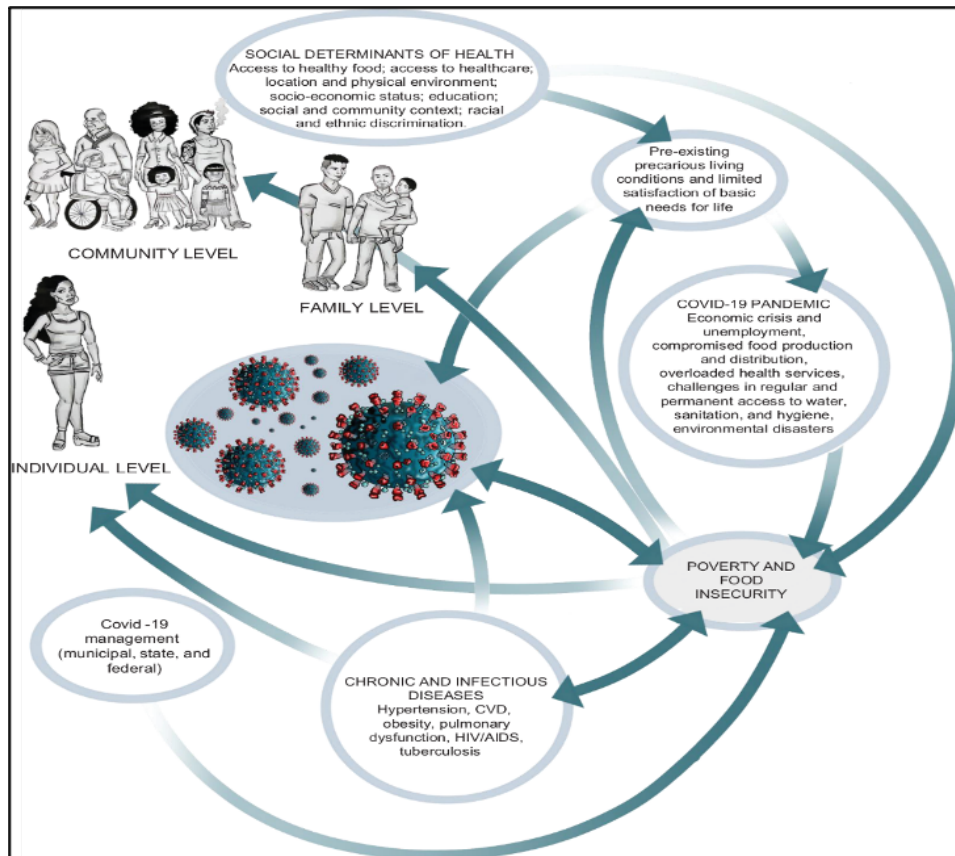 SOCIAL DETERMINANTS OF HEALTH
Access to healthy food; access to healthcare;
location and physical environment;
socio-economic status; education;
social and community context; racial
and ethnic discrimination.
Pre-existing
precarious living
conditions and limited
satisfaction of basic
needs for life
COMMUNITY LEVEL
FAMILY LEVEL
COVID-19 PANDEMIC
Economic crisis and
unemployment,
compromised food production
and distribution,
overloaded health services,
challenges in regular and
permanent access to water,
sanitation, and hygiene,
environmental disasters
INDIVIDUAL LEVEL
POVERTY AND
FOOD
INSECURITY
Covid -19
management
(municipal, state, and
federal)
CHRONIC AND INFECTIOUS
DISEASES
Hypertension, CVD,
obesity, pulmonary
dysfunction, HIV/AIDS,
tuberculosis